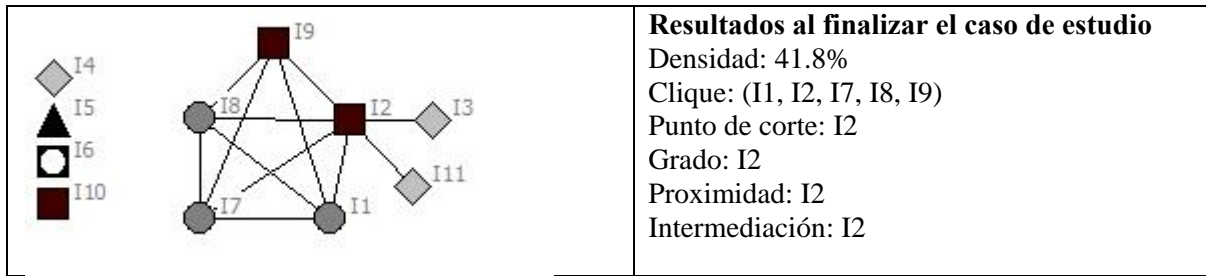 I9
I4
I5
I8
I2
I3
I6
I11
I10
I7
I1
Resultados al finalizar el caso de estudio
Densidad: 41.8%
Clique: (I1, I2, I7, I8, I9)
Punto de corte: I2
Grado: I2
Proximidad: I2
Intermediación: I2